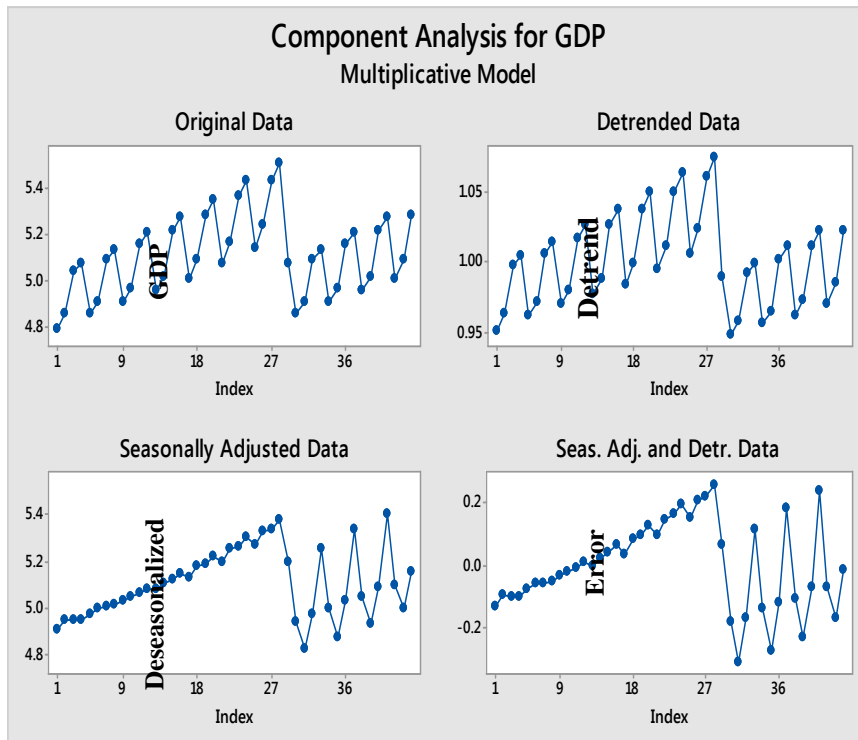 Component Analysis for GDP
Multiplicative Model
Original Data
GDP
5.4
5.2
5.0
4.8
1 9 18 27 36
Index
Detrended Data
Detrend
1.05
1.00
0.95
1 9 18 27 36
Index
Seasonally Adjusted Data
Deseasonalized
5.4
5.2
5.0
4.8
1 9 18 27 36
Index
Seas. Adj. and Detr. Data
Error
0.2
0.0
-0.2
1 9 18 27 36
Index